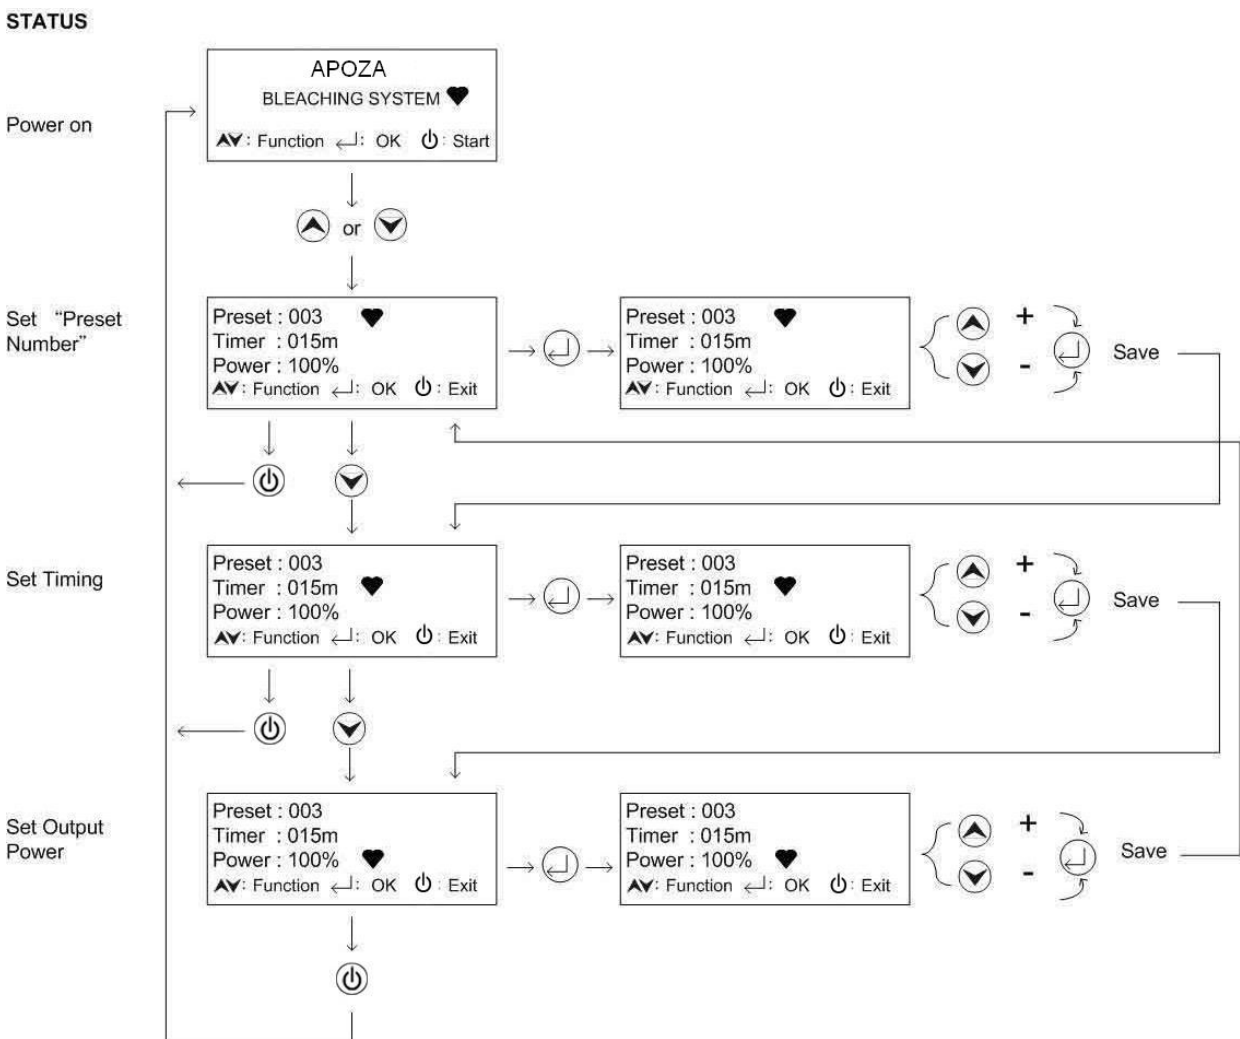 STATUS
APOZA
BLEACHING SYSTEM
Power on
: Function : OK : Start
or
Set “Preset
Number”
Preset : 003
Timer : 015m
Power : 100%
: Function : OK : Exit
Preset : 003
Timer : 015m
Power : 100%
: Function : OK : Exit
+
-
Save
Set Timing
Preset : 003
Timer : 015m
Power : 100%
: Function : OK : Exit
Preset : 003
Timer : 015m
Power : 100%
: Function : OK : Exit
+
-
Save
Set Output
Power
Preset : 003
Timer : 015m
Power : 100%
: Function : OK : Exit
Preset : 003
Timer : 015m
Power : 100%
: Function : OK : Exit
+
-
Save